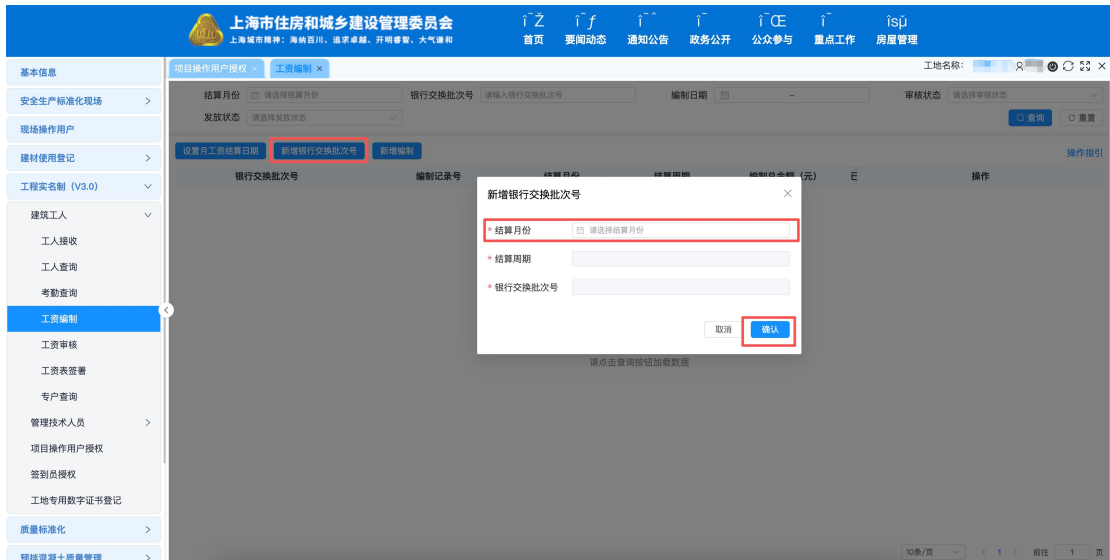 上海市住房和城乡建设管理委员会
上海城市精神：海纳百川、追求卓越、开明睿智、大气谦和
首页 要闻动态 通知公告 政务公开 公众参与 重点工作 房屋管理
基本信息
安全生产标准化现场
现场操作用户
建材使用登记
工程实名制（V3.0）
建筑工人
工人接收
工人查询
考勤查询
工资编制
工资审核
工资表签署
专户查询
管理技术人员
项目操作用户授权
签到员授权
工地专用数字证书登记
质量标准化
预拌混凝土质量管理
项目操作用户授权 × 工资编制 ×
工地名称：
结算月份 请选择结算月份 银行交换批次号 请输入银行交换批次号 编制日期 – 审核状态 请选择审核状态
发放状态 请选择发放状态 查询 重置
设置月工资结算日期 新增银行交换批次号 新增编制 操作指引
银行交换批次号 编制记录号 结算月份 结算周期 编制总金额（元） 操作
新增银行交换批次号
* 结算月份 请选择结算月份
* 结算周期
* 银行交换批次号
取消 确认
请点击查询按钮加载数据
10条/页 < 1 > 前往 1 页